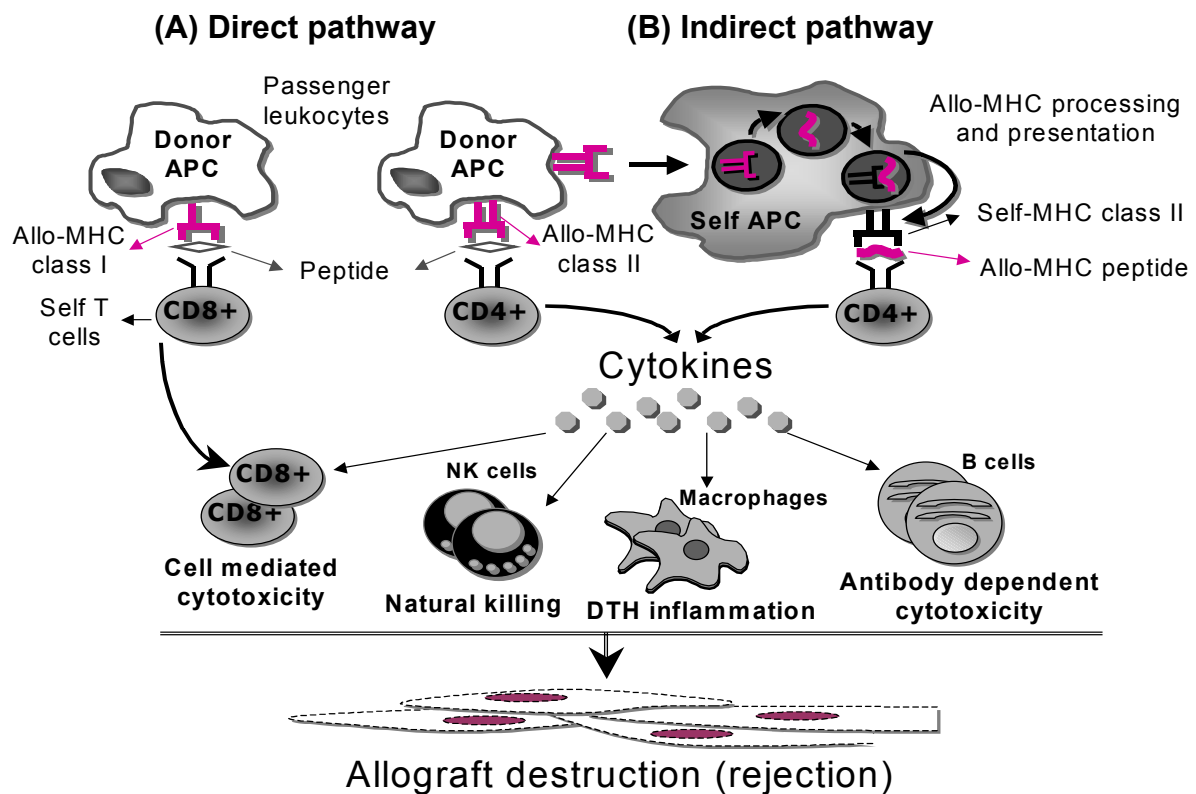 (A) Direct pathway
(B) Indirect pathway
Passenger
leukocytes
Donor
APC
Donor
APC
Allo-MHC processing
and presentation
Self APC
Allo-MHC
class I
Peptide
Allo-MHC
class II
Self-MHC class II
Allo-MHC peptide
Self T
cells
CD8+
CD4+
CD4+
Cytokines
CD8+
CD8+
NK cells
Macrophages
B cells
Cell mediated
cytotoxicity
Natural killing
DTH inflammation
Antibody dependent
cytotoxicity
Allograft destruction (rejection)